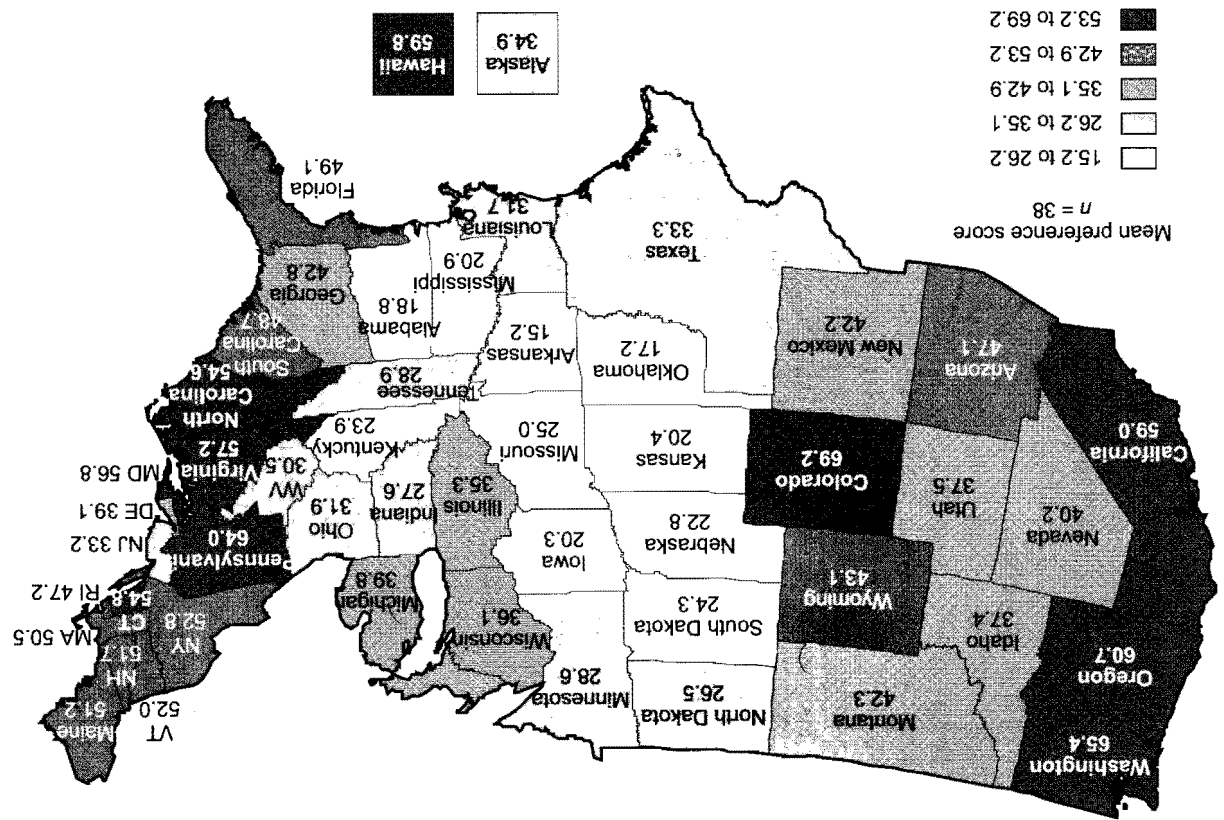 Washington
65.4
Oregon
60.7
California
59.0
Idaho
37.4
Nevada
40.2
Montana
42.3
Wyoming
43.1
Utah
37.5
Colorado
69.2
Arizona
47.1
New Mexico
42.2
North Dakota
26.5
South Dakota
24.3
Nebraska
22.8
Kansas
20.4
Oklahoma
17.2
Texas
33.3
Minnesota
28.6
Iowa
20.3
Missouri
25.0
Arkansas
15.2
Louisiana
31.7
Wisconsin
36.1
Illinois
35.3
Michigan
39.8
Indiana
27.6
Ohio
31.9
Kentucky
23.9
Tennessee
28.9
Mississippi
20.9
Alabama
18.8
Georgia
42.8
Florida
49.1
South
Carolina
North
Carolina
54.6
Virginia
57.2
WV
30.5
Pennsylvani
64.0
NY
52.8
VT
52.0
NH
51.7
Maine
51.2
MA 50.5
CT
54.8
RI 47.2
NJ 33.2
DE 39.1
MD 56.8
Mean preference score
n = 38
15.2 to 26.2
26.2 to 35.1
35.1 to 42.9
42.9 to 53.2
53.2 to 69.2
Alaska
34.9
Hawaii
59.8